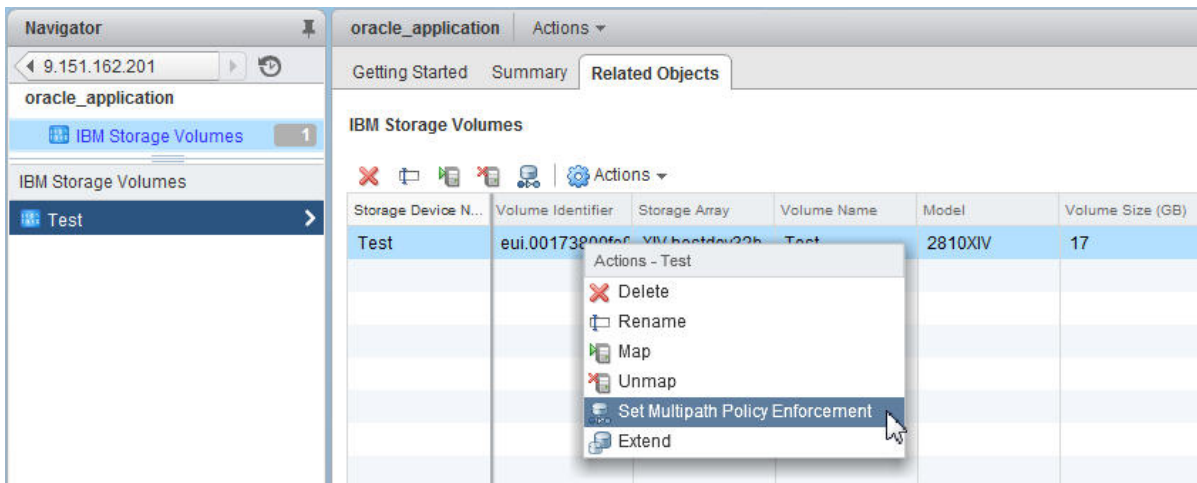 Navigator
oracle_application Actions
9.151.162.201
Getting Started Summary Related Objects
oracle_application
IBM Storage Volumes 1
IBM Storage Volumes
IBM Storage Volumes
Actions
Test
Storage Device N... Volume Identifier Storage Array Volume Name Model Volume Size (GB)
Test Test 2810XIV 17
Actions - Test
Delete
Rename
Map
Unmap
Set Multipath Policy Enforcement
Extend